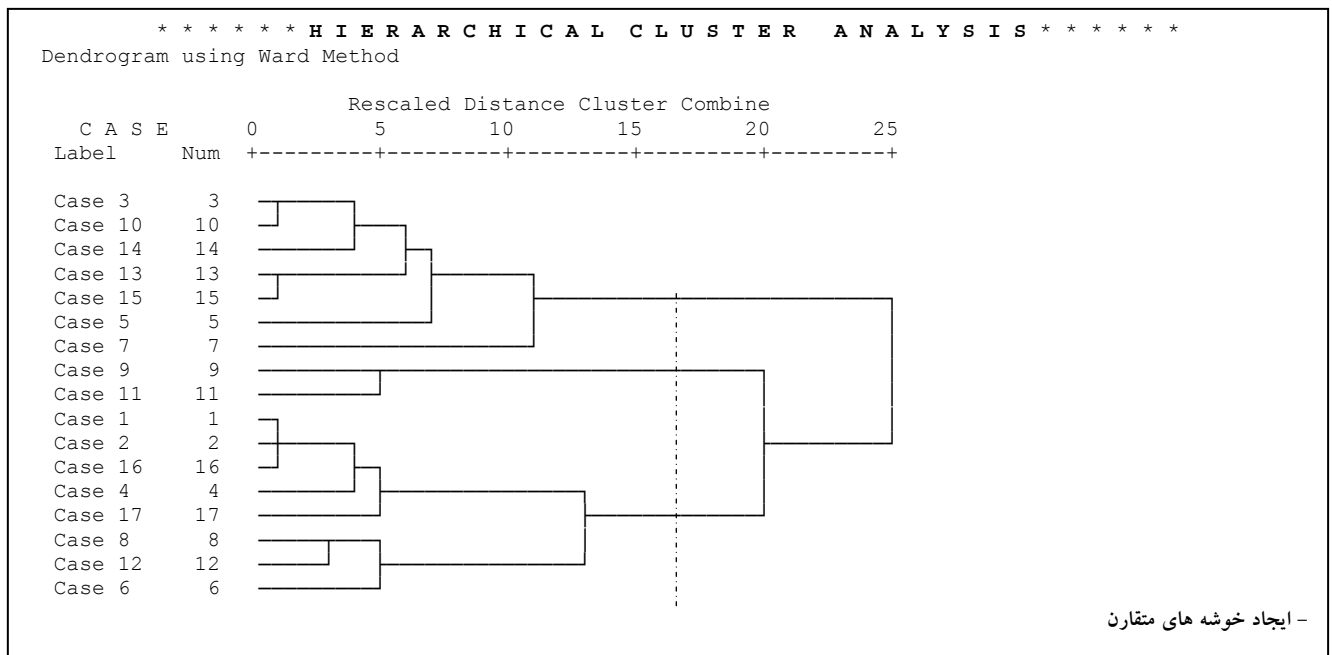 * * * * * * H I E R A R C H I C A L C L U S T E R A N A L Y S I S * * * * * *
Dendrogram using Ward Method
Rescaled Distance Cluster Combine
C A S E 0 5 10 15 20 25
Label Num +---------+---------+---------+---------+---------+
Case 3 3
Case 10 10
Case 14 14
Case 13 13
Case 15 15
Case 5 5
Case 7 7
Case 9 9
Case 11 11
Case 1 1
Case 2 2
Case 16 16
Case 4 4
Case 17 17
Case 8 8
Case 12 12
Case 6 6
- ایجاد خوشه های متقارن